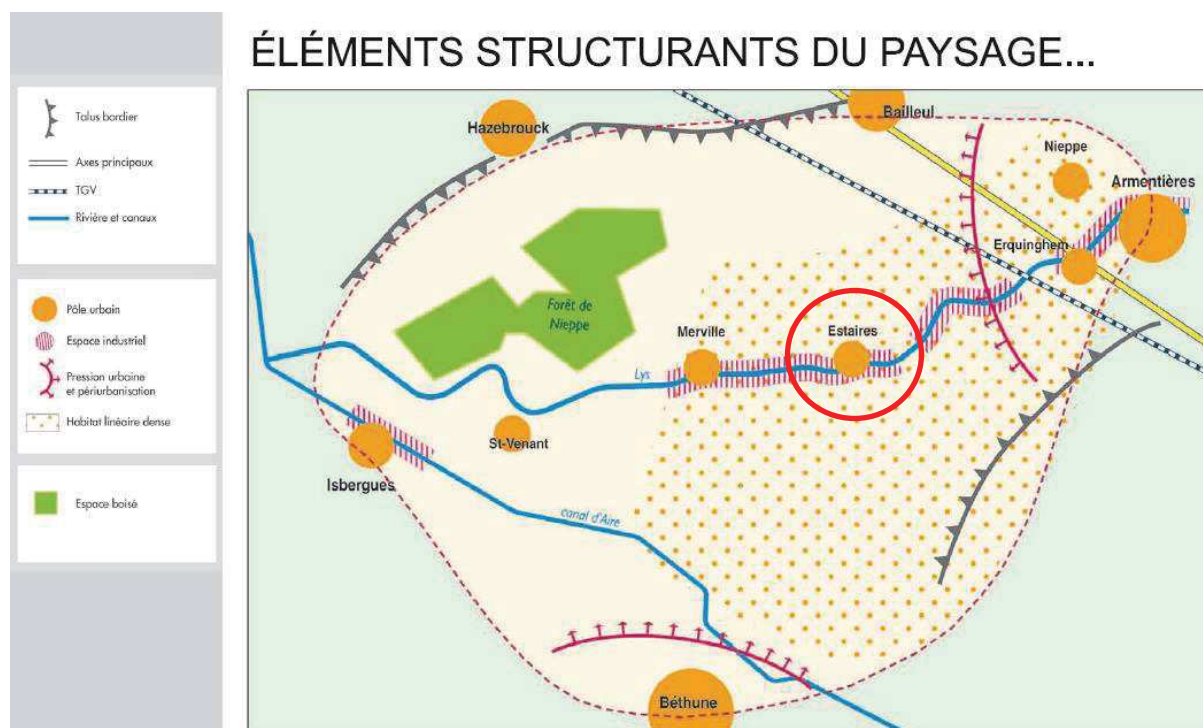 ÉLÉMENTS STRUCTURANTS DU PAYSAGE...
Talus bordier
Axes principaux
TGV
Rivière et canaux
Pôle urbain
Espace industriel
Pression urbaine
et périurbanisation
Habitat linéaire dense
Espace boisé
Bailleul
Hazebrouck
Nieppe
Armentières
Erquinghem
Forêt de
Nieppe
Merville
Estaires
Lys
St-Venant
Isbergues
canal d'Aire
Béthune